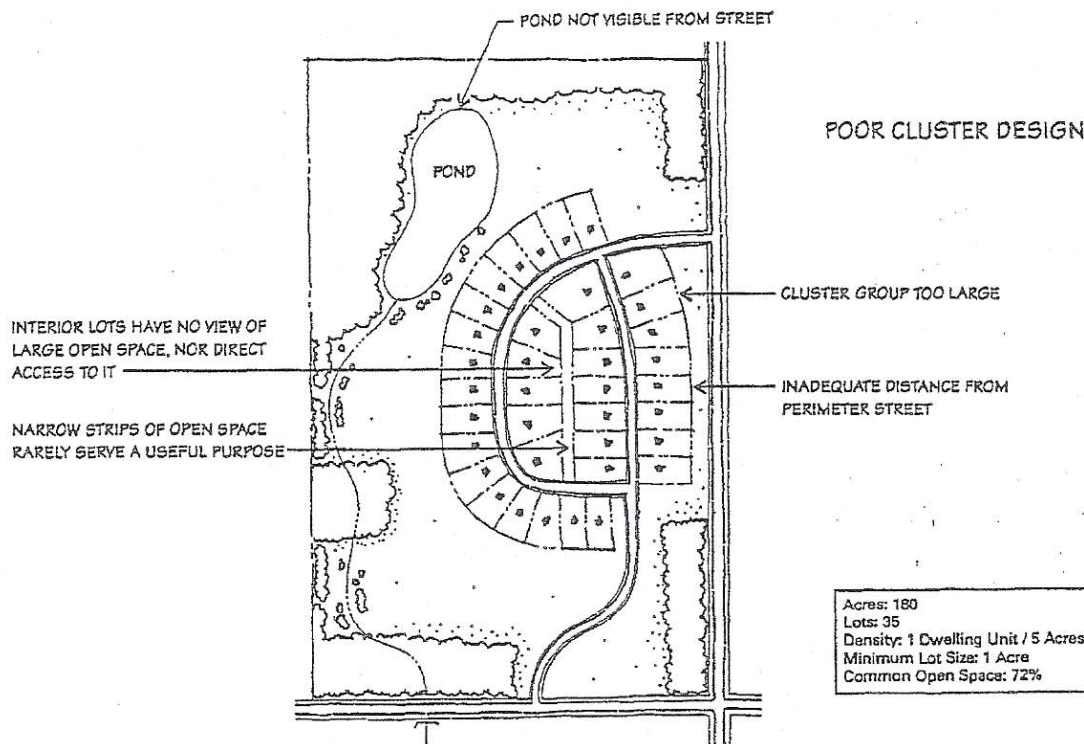 POND NOT VISIBLE FROM STREET
POOR CLUSTER DESIGN
POND
CLUSTER GROUP TOO LARGE
INTERIOR LOTS HAVE NO VIEW OF
LARGE OPEN SPACE, NOR DIRECT
ACCESS TO IT
INADEQUATE DISTANCE FROM
PERIMETER STREET
NARROW STRIPS OF OPEN SPACE
RARELY SERVE A USEFUL PURPOSE
Acres: 180
Lots: 35
Density: 1 Dwelling Unit / 5 Acres
Minimum Lot Size: 1 Acre
Common Open Space: 72%